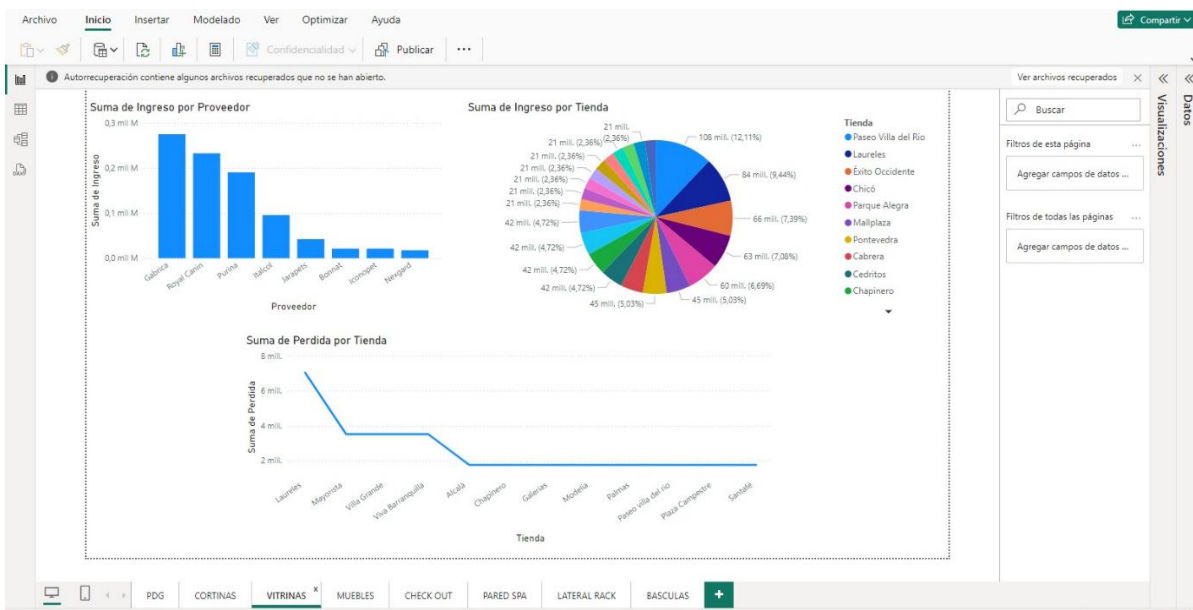 Archivo Inicio Insertar Modelado Ver Optimizar Ayuda
Compartir
Confidencialidad Publicar
Autorrecuperación contiene algunos archivos recuperados que no se han abierto.
Ver archivos recuperados
Suma de Ingreso por Proveedor
Suma de Ingreso
0,3 mil M
0,2 mil M
0,1 mil M
0,0 mil M
Gabrica
Royal Canin
Purina
Italcol
Jarapets
Bonnat
Iconopet
Nexgard
Proveedor
Suma de Ingreso por Tienda
108 mill. (12,11%)
84 mill. (9,44%)
66 mill. (7,39%)
63 mill. (7,08%)
60 mill. (6,69%)
45 mill. (5,03%)
45 mill. (5,03%)
42 mill. (4,72%)
42 mill. (4,72%)
42 mill. (4,72%)
42 mill. (4,72%)
21 mill. (2,36%)
21 mill. (2,36%)
21 mill. (2,36%)
21 mill. (2,36%)
21 mill. (2,36%)
21 mill. (2,36%)
21 mill.
(2,36%)
Tienda
Paseo Villa del Rio
Laureles
Éxito Occidente
Chicó
Parque Alegra
Mallplaza
Pontevedra
Cabrera
Cedritos
Chapinero
Suma de Perdida por Tienda
Suma de Perdida
8 mill.
6 mill.
4 mill.
2 mill.
Laureles
Mayorista
Villa Grande
Viva Barranquilla
Alcalá
Chapinero
Galerias
Modelia
Palmas
Paseo villa del rio
Plaza Campestre
Santafé
Tienda
Buscar
Filtros de esta página
Agregar campos de datos ...
Filtros de todas las páginas
Agregar campos de datos ...
Visualizaciones
Datos
PDG CORTINAS VITRINAS MUEBLES CHECK OUT PARED SPA LATERAL RACK BASCULAS